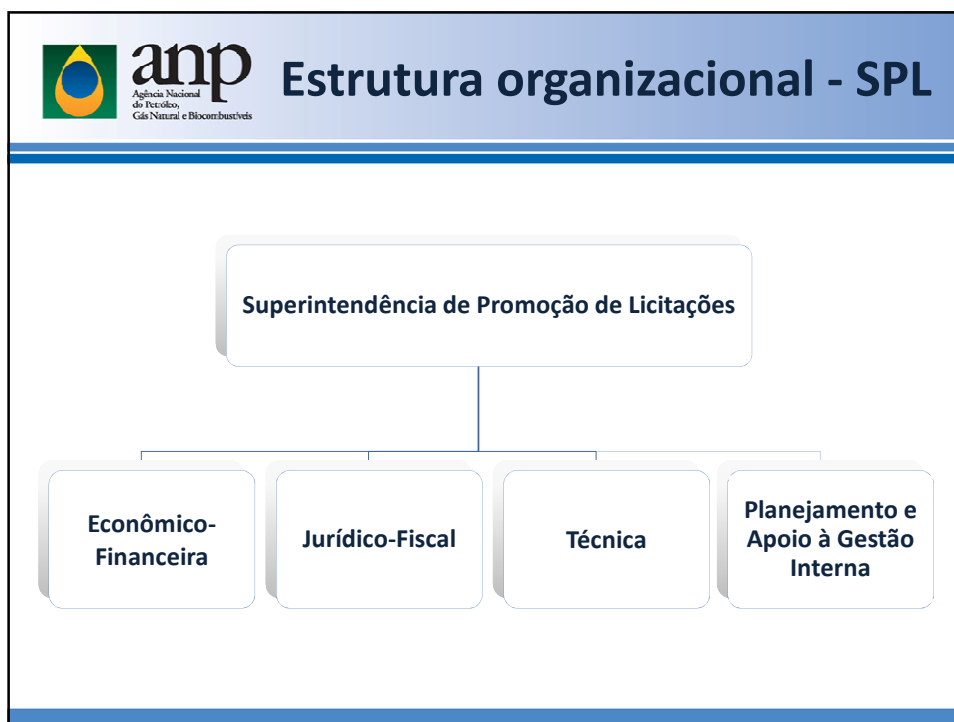 anp
Agência Nacional
do Petróleo,
Gás Natural e Biocombustíveis
Estrutura organizacional - SPL
Superintendência de Promoção de Licitações
Econômico-
Financeira
Jurídico-Fiscal
Técnica
Planejamento e
Apoio à Gestão
Interna